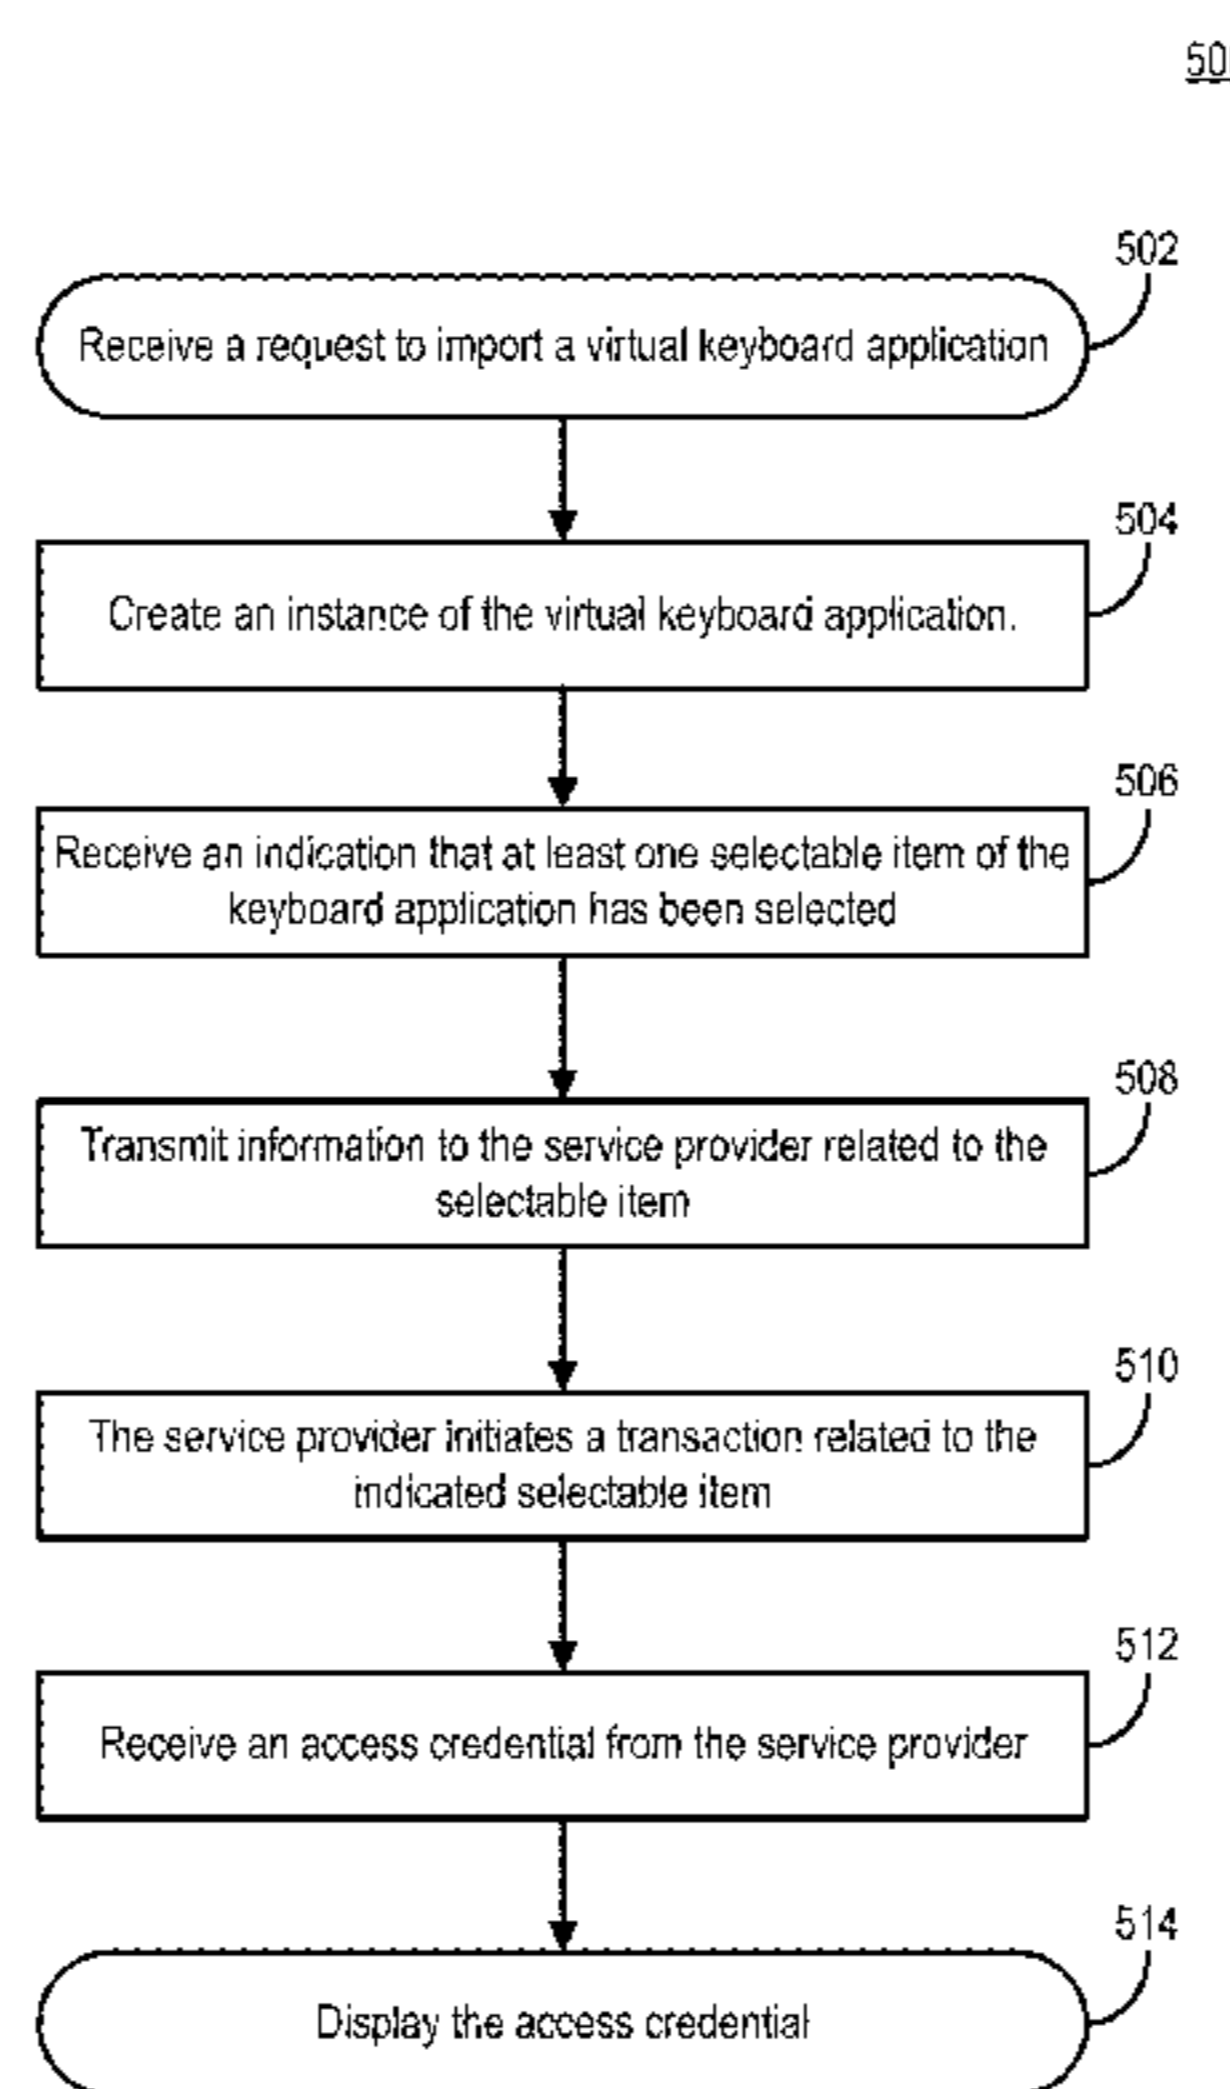 50
502
Receive a request to import a virtual keyboard application
504
Create an instance of the virtual keyboard application.
506
Receive an indication that at least one selectable item of the
keyboard application has been selected
508
Transmit information to the service provider related to the
selectable item
510
The service provider initiates a transaction related to the
indicated selectable item
512
Receive an access credential from the service provider
514
Display the access credential